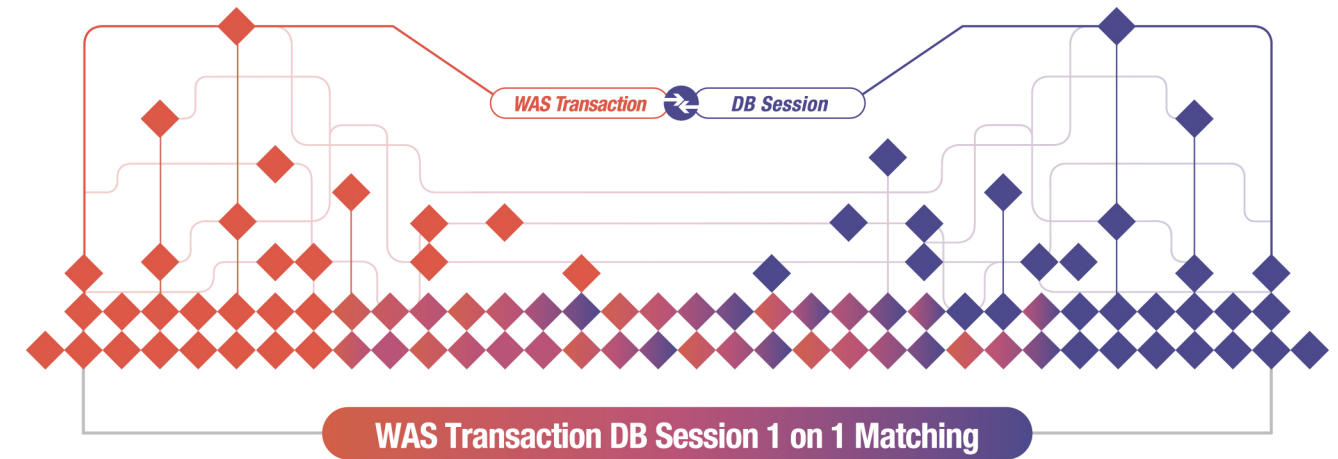 WAS Transaction
DB Session
WAS Transaction DB Session 1 on 1 Matching